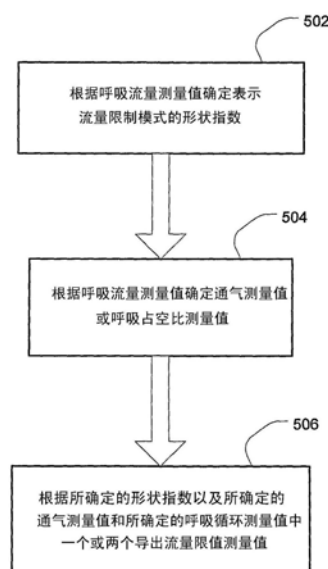 502
根据呼吸流量测量值确定表示
流量限制模式的形状指数
504
根据呼吸流量测量值确定通气测量值
或呼吸占空比测量值
506
根据所确定的形状指数以及所确定的
通气测量值和所确定的呼吸循环测量值中
一个或两个导出流量限值测量值